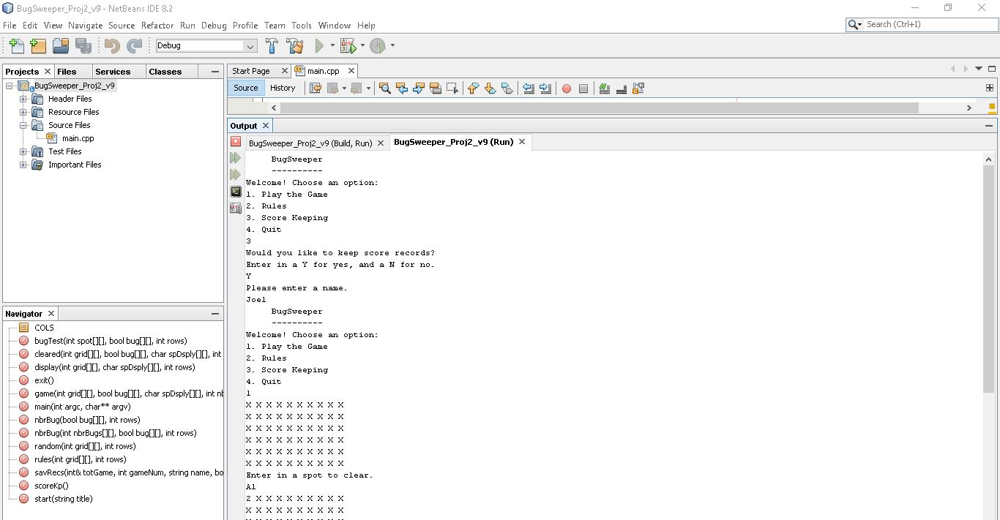 BugSweeper_Proj2_v9 - NetBeans IDE 8.2
File Edit View Navigate Source Refactor Run Debug Profile Team Tools Window Help
Search (Ctrl+I)
Debug
Projects Files Services Classes
BugSweeper_Proj2_v9
Header Files
Resource Files
Source Files
main.cpp
Test Files
Important Files
Navigator
COLS
bugTest(int spot[][], bool bug[][], int rows)
cleared(int grid[][], bool bug[][], char spDsply[][], int
display(int grid[][], char spDsply[][], int rows)
exit()
game(int grid[][], bool bug[][], char spDsply[][], int nb
main(int argc, char** argv)
nbrBug(bool bug[][], int rows)
nbrBug(int nbrBugs[][], bool bug[][], int rows)
random(int grid[][], int rows)
rules(int grid[][], int rows)
savRecs(int& totGame, int gameNum, string name, bo
scoreKp()
start(string title)
Start Page main.cpp
Source History
Output
BugSweeper_Proj2_v9 (Build, Run) BugSweeper_Proj2_v9 (Run)
BugSweeper
----------
Welcome! Choose an option:
1. Play the Game
2. Rules
3. Score Keeping
4. Quit
3
Would you like to keep score records?
Enter in a Y for yes, and a N for no.
Y
Please enter a name.
Joel
BugSweeper
----------
Welcome! Choose an option:
1. Play the Game
2. Rules
3. Score Keeping
4. Quit
1
X X X X X X X X X X
X X X X X X X X X X
X X X X X X X X X X
X X X X X X X X X X
X X X X X X X X X X
X X X X X X X X X X
Enter in a spot to clear.
A1
2 X X X X X X X X X
X X X X X X X X X X